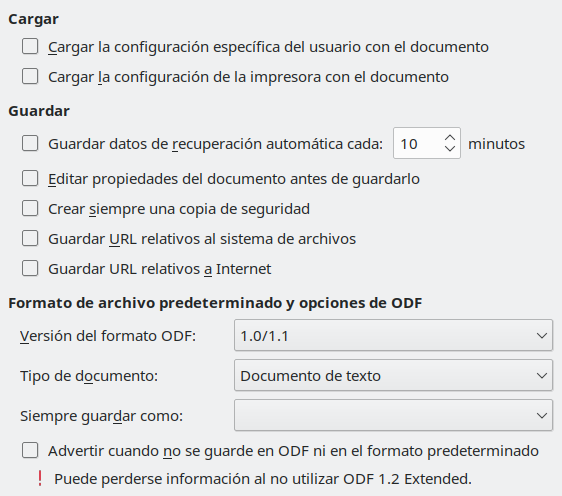 Cargar
Cargar la configuración específica del usuario con el documento
Cargar la configuración de la impresora con el documento
Guardar
Guardar datos de recuperación automática cada: 10 minutos
Editar propiedades del documento antes de guardarlo
Crear siempre una copia de seguridad
Guardar URL relativos al sistema de archivos
Guardar URL relativos a Internet
Formato de archivo predeterminado y opciones de ODF
Versión del formato ODF: 1.0/1.1
Tipo de documento: Documento de texto
Siempre guardar como:
Advertir cuando no se guarde en ODF ni en el formato predeterminado
! Puede perderse información al no utilizar ODF 1.2 Extended.